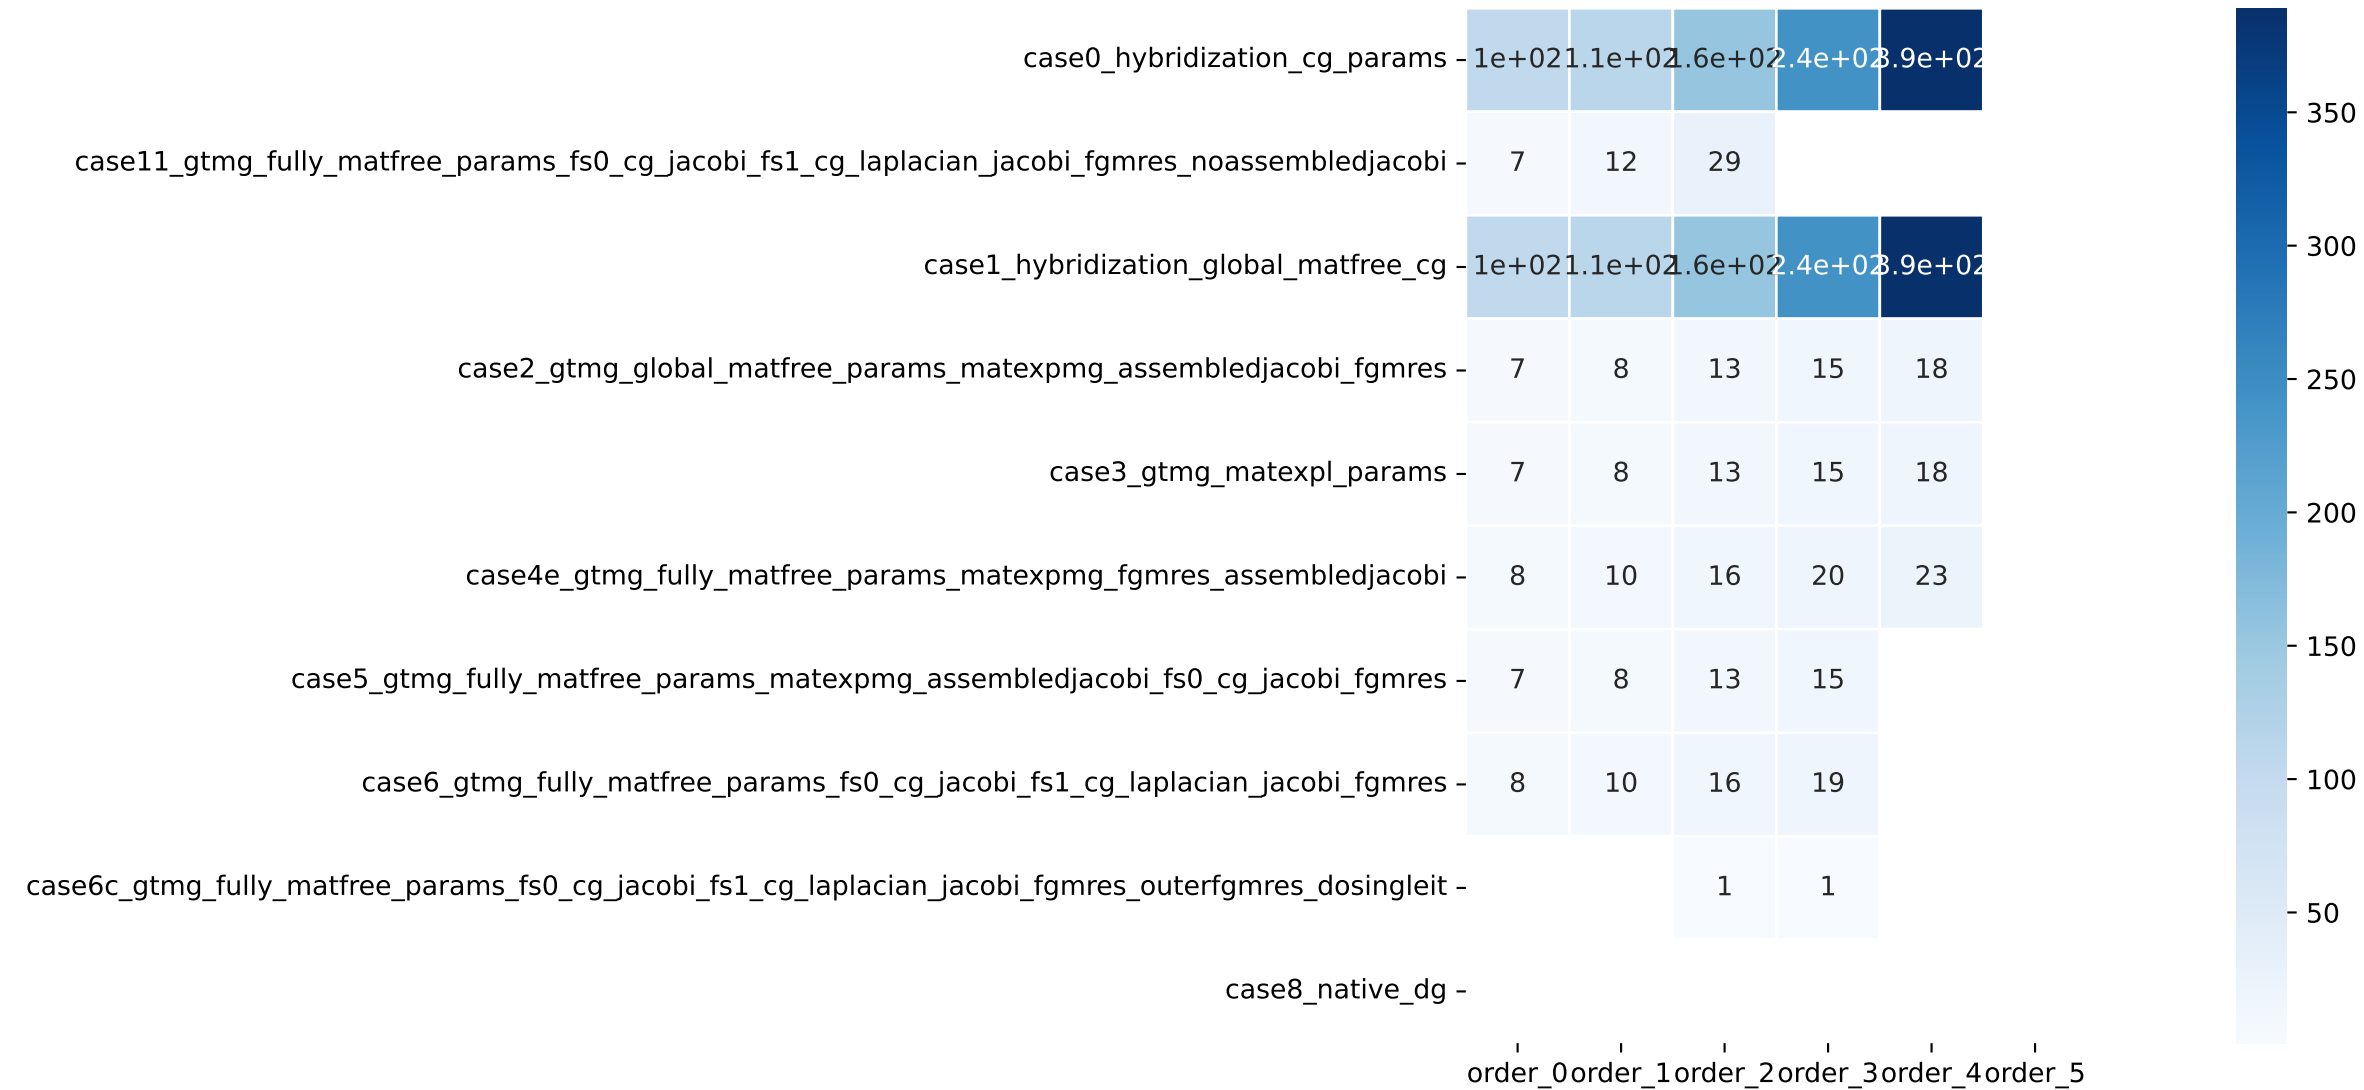 case0_hybridization_cg_params 1e+02 1.1e+02 1.6e+02 2.4e+02 3.9e+02
350
case11_gtmg_fully_matfree_params_fs0_cg_jacobi_fs1_cg_laplacian_jacobi_fgmres_noassembledjacobi 7 12 29
300
case1_hybridization_global_matfree_cg 1e+02 1.1e+02 1.6e+02 2.4e+02 3.9e+02
case2_gtmg_global_matfree_params_matexpmg_assembledjacobi_fgmres 7 8 13 15 18
250
case3_gtmg_matexpl_params 7 8 13 15 18
200
case4e_gtmg_fully_matfree_params_matexpmg_fgmres_assembledjacobi 8 10 16 20 23
150
case5_gtmg_fully_matfree_params_matexpmg_assembledjacobi_fs0_cg_jacobi_fgmres 7 8 13 15
100
case6_gtmg_fully_matfree_params_fs0_cg_jacobi_fs1_cg_laplacian_jacobi_fgmres 8 10 16 19
case6c_gtmg_fully_matfree_params_fs0_cg_jacobi_fs1_cg_laplacian_jacobi_fgmres_outerfgmres_dosingleit 1 1
50
case8_native_dg
order_0 order_1 order_2 order_3 order_4 order_5